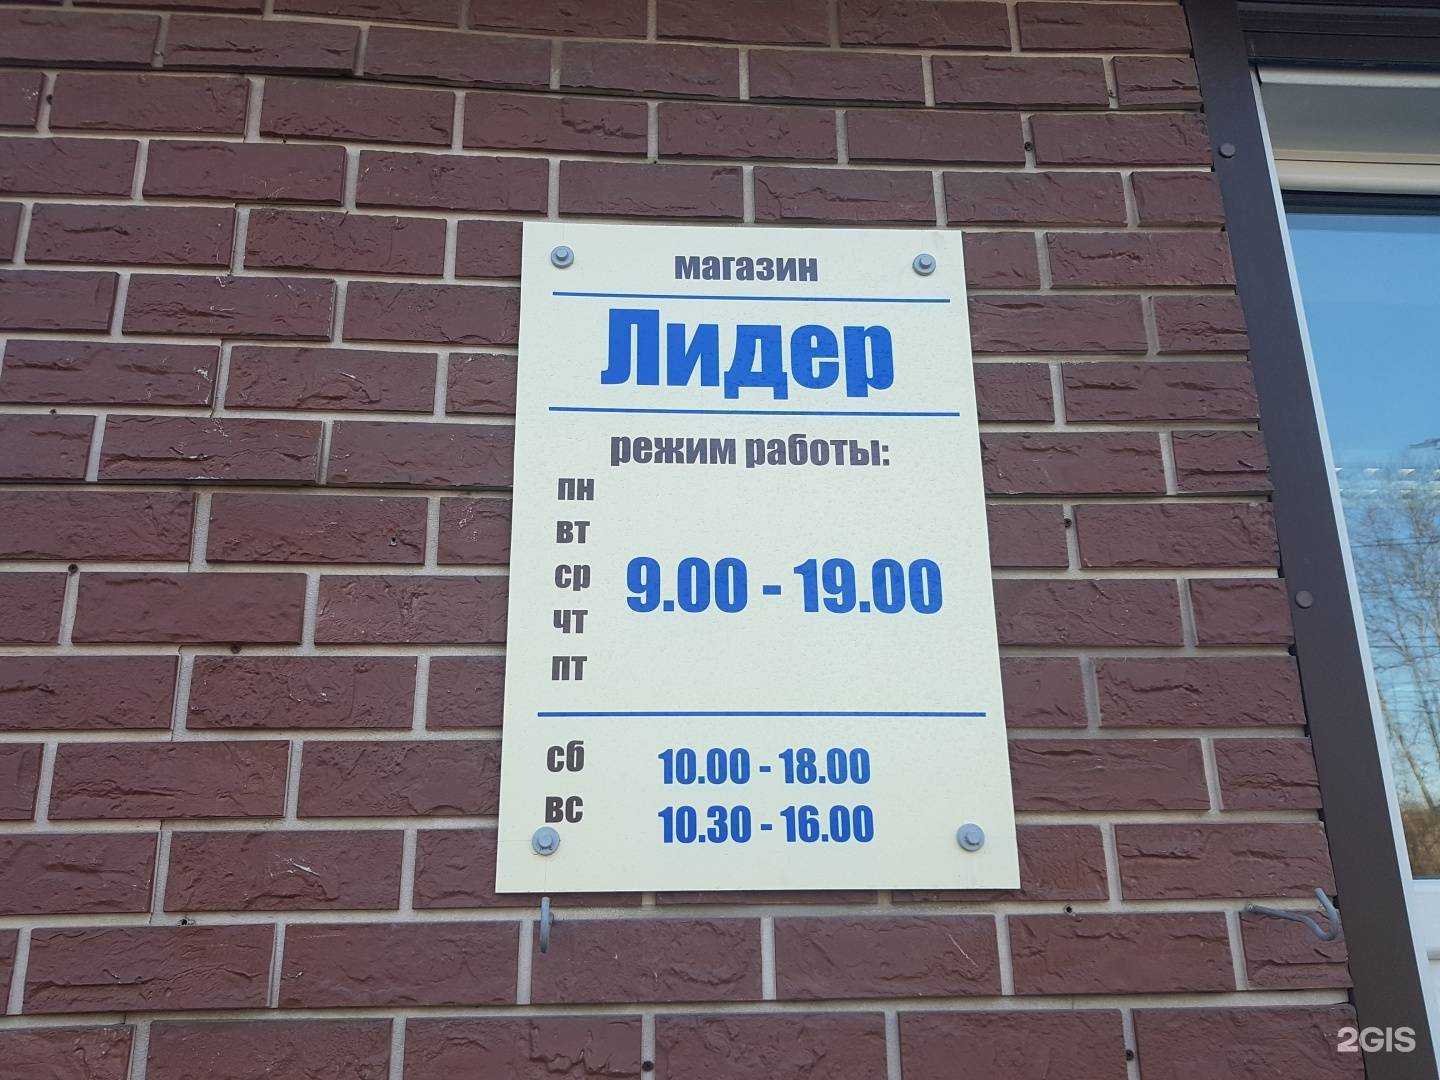 магазин
Лидер
режим работы:
пн
вт
ср 9.00 - 19.00
чт
пт
сб 10.00 - 18.00
вс 10.30 - 16.00
2GIS